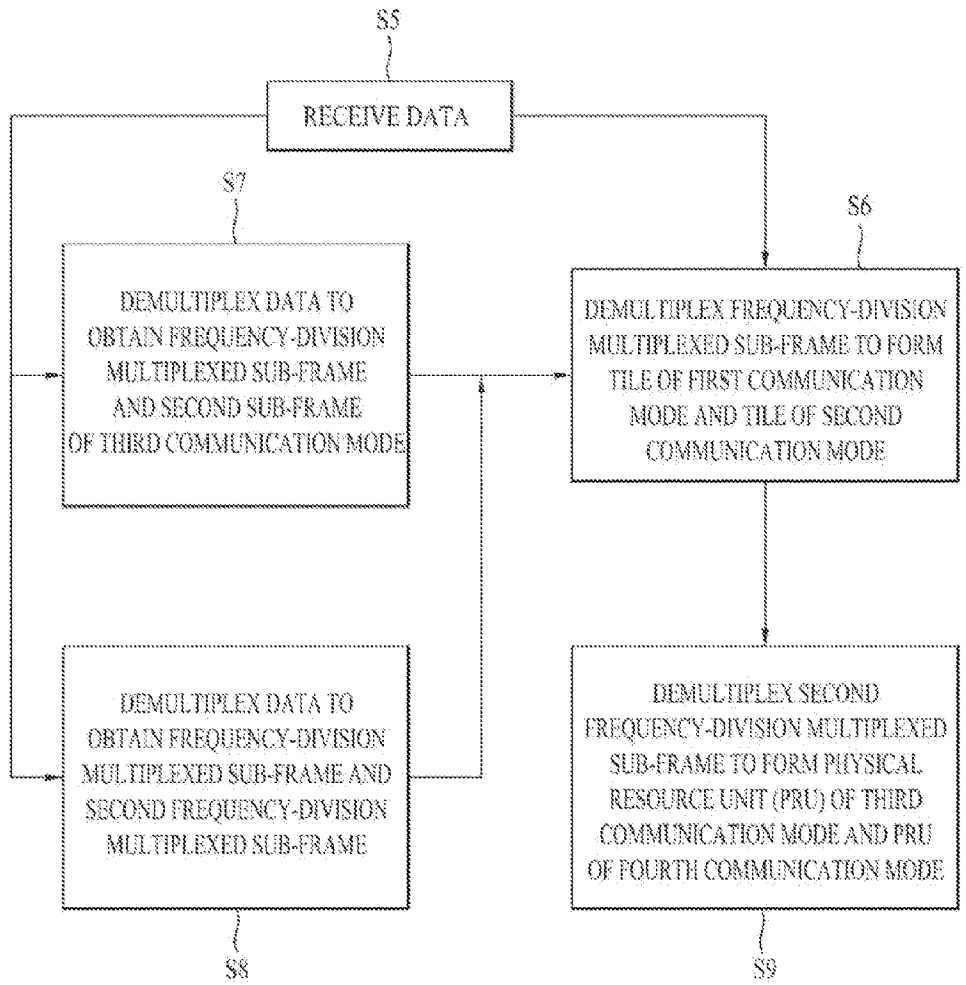 S5
RECEIVE DATA
S7
DEMULTIPLEX DATA TO
OBTAIN FREQUENCY-DIVISION
MULTIPLEXED SUB-FRAME
AND SECOND SUB-FRAME
OF THIRD COMMUNICATION MODE
S6
DEMULTIPLEX FREQUENCY-DIVISION
MULTIPLEXED SUB-FRAME TO FORM
TILE OF FIRST COMMUNICATION
MODE AND TILE OF SECOND
COMMUNICATION MODE
DEMULTIPLEX DATA TO
OBTAIN FREQUENCY-DIVISION
MULTIPLEXED SUB-FRAME AND
SECOND FREQUENCY-DIVISION
MULTIPLEXED SUB-FRAME
S8
DEMULTIPLEX SECOND
FREQUENCY-DIVISION MULTIPLEXED
SUB-FRAME TO FORM PHYSICAL
RESOURCE UNIT (PRU) OF THIRD
COMMUNICATION MODE AND PRU
OF FOURTH COMMUNICATION MODE
S9